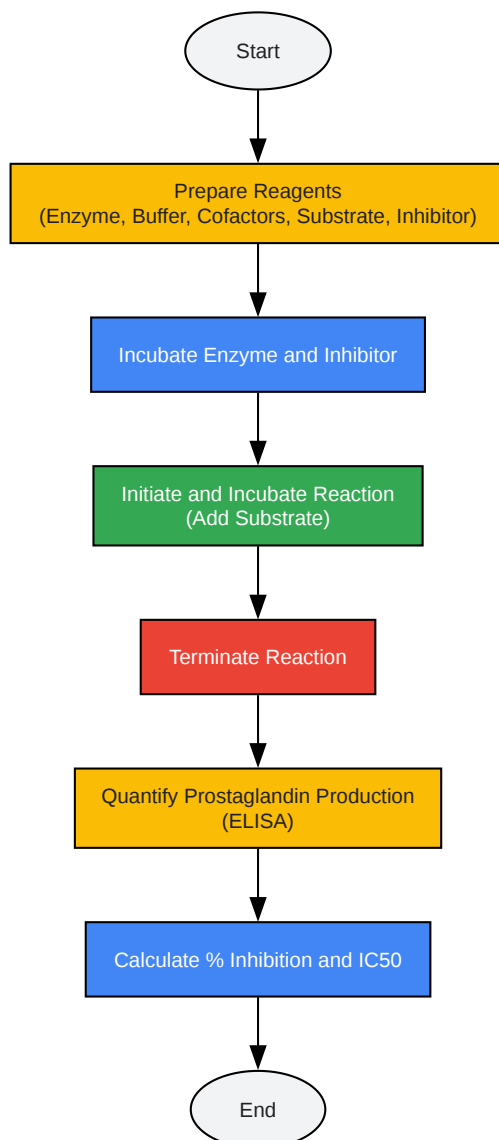 Start
Prepare Reagents
(Enzyme, Buffer, Cofactors, Substrate, Inhibitor)
Incubate Enzyme and Inhibitor
Initiate and Incubate Reaction
(Add Substrate)
Terminate Reaction
Quantify Prostaglandin Production
(ELISA)
Calculate % Inhibition and IC50
End